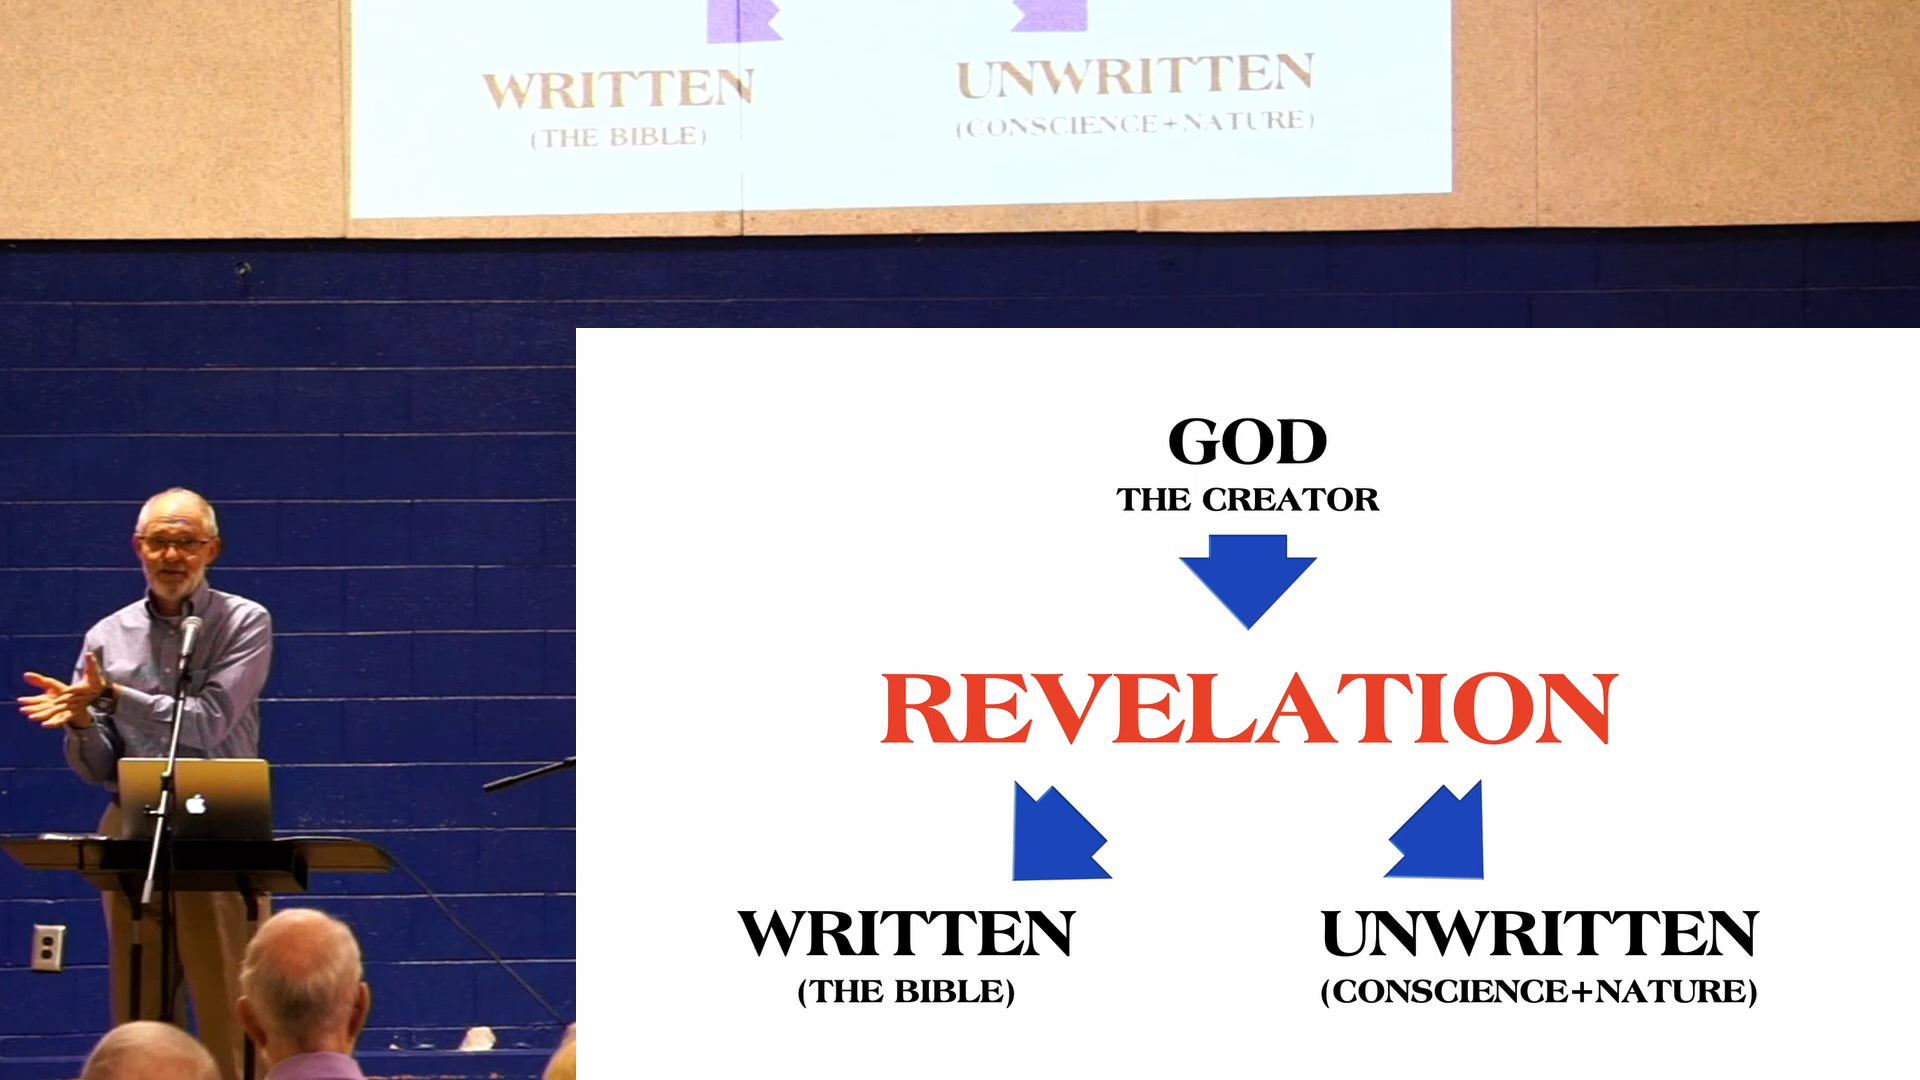 WRITTEN
UNWRITTEN
(THE BIBLE)
(CONSCIENCE+NATURE)
GOD
THE CREATOR
REVELATION
WRITTEN
UNWRITTEN
(THE BIBLE)
(CONSCIENCE+NATURE)